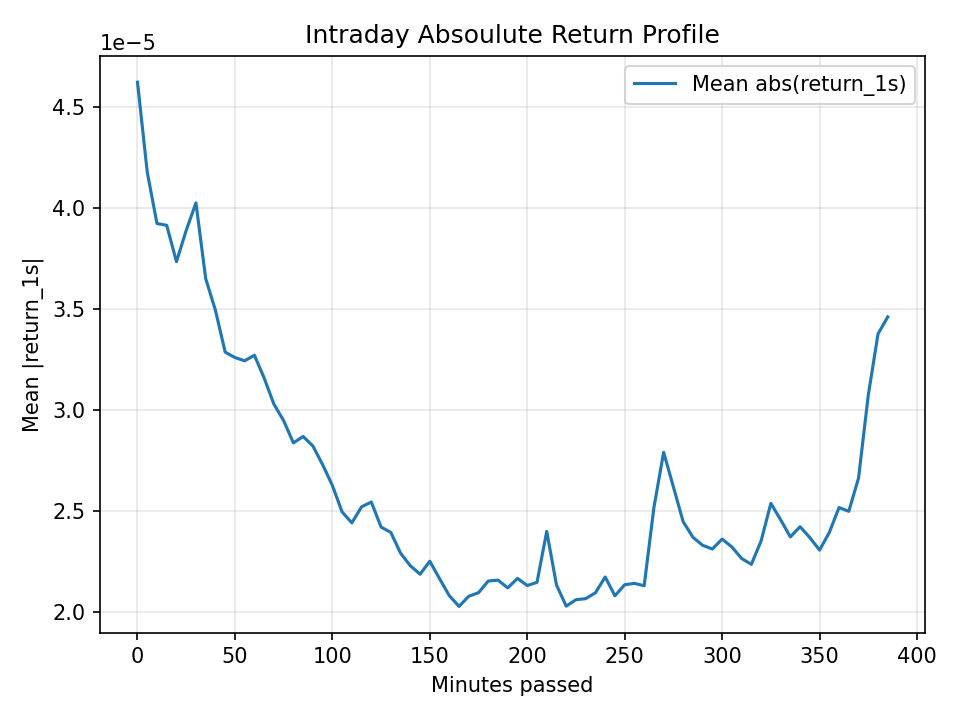 Intraday Absoulute Return Profile
1e−5
Mean abs(return_1s)
4.5
4.0
3.5
3.0
2.5
2.0
Mean |return_1s|
0 50 100 150 200 250 300 350 400
Minutes passed